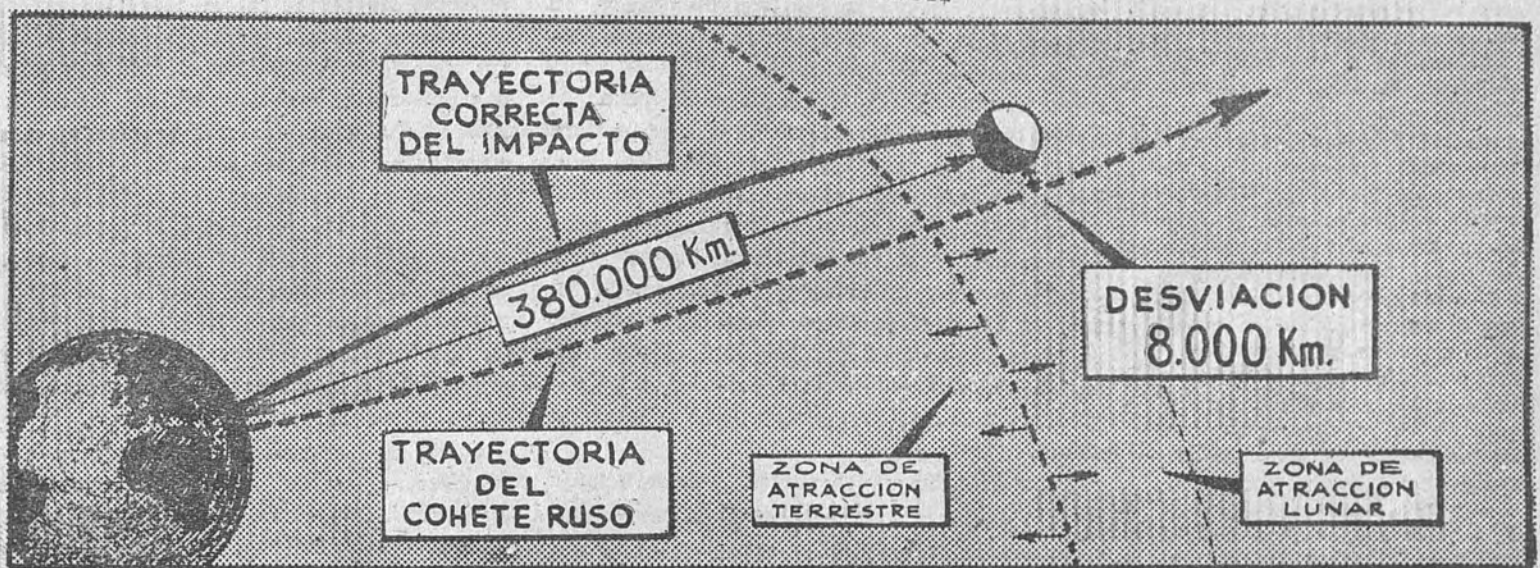 TRAYECTORIA
CORRECTA
DEL IMPACTO
380.000 Km.
DESVIACION
8.000 Km.
TRAYECTORIA
DEL
COHETE RUSO
ZONA DE
ATRACCION
TERRESTRE
ZONA DE
ATRACCION
LUNAR